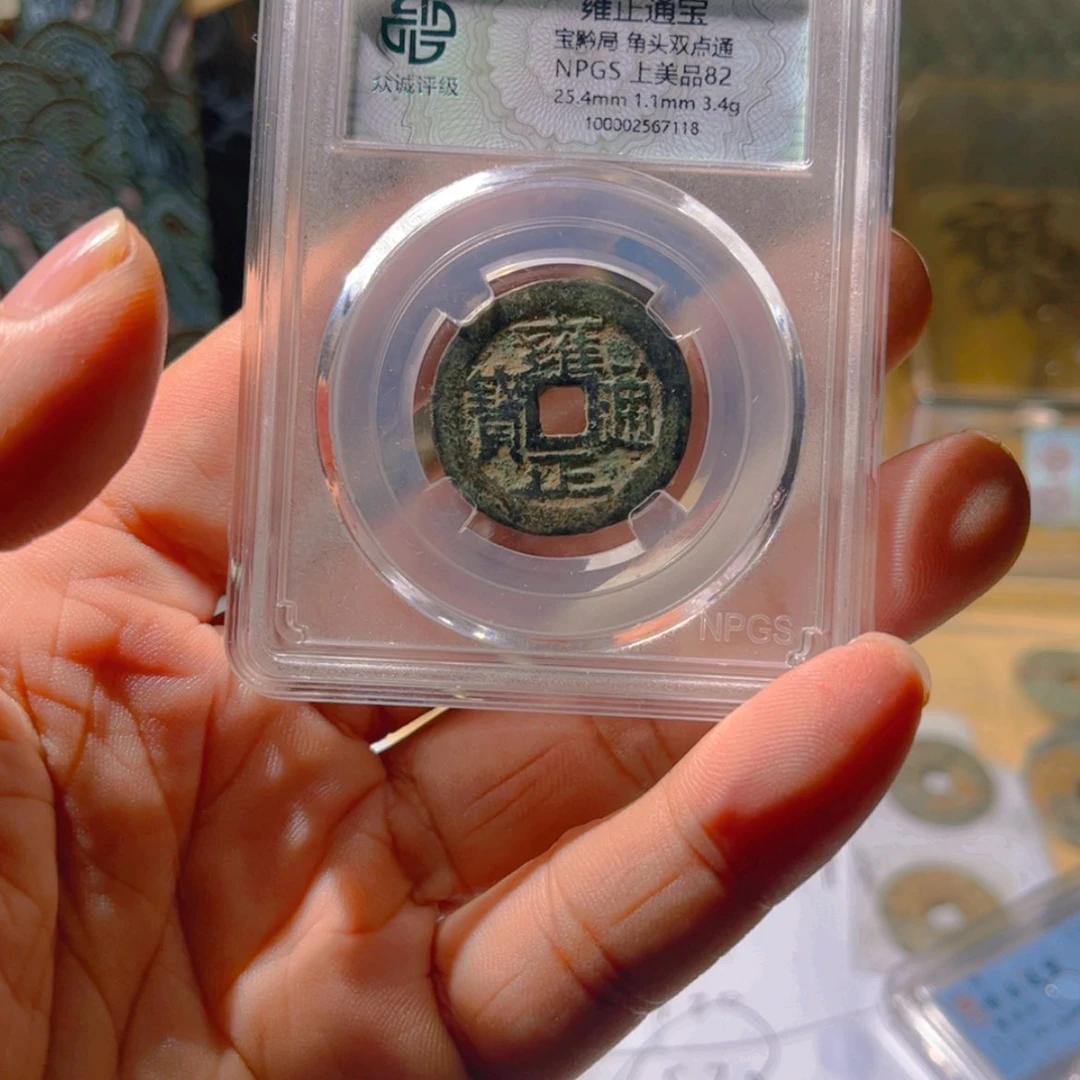 雍正通宝
宝黔局 角头双点通
NPGS 上美品82
25.4mm 1.1mm 3.4g
100002567118
众诚评级
雍正通寳
NPGS